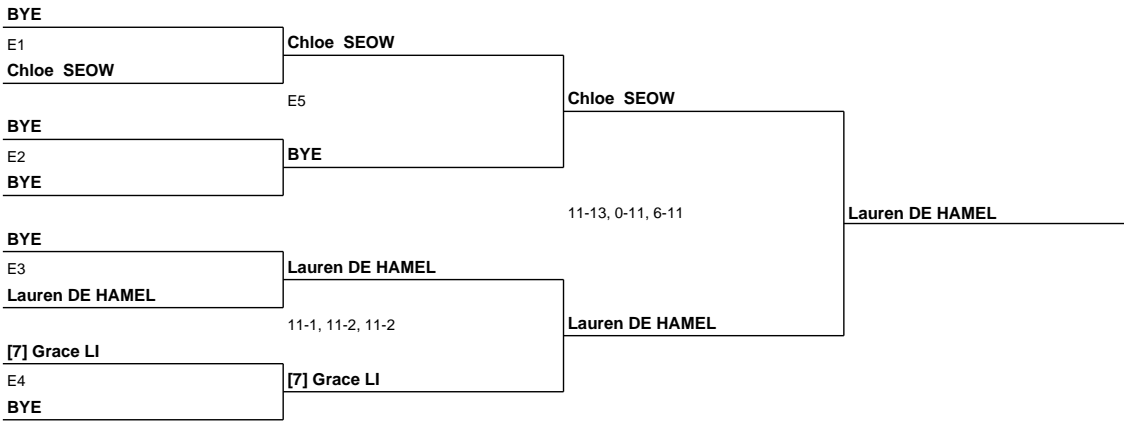 BYE
E1
Chloe SEOW
Chloe SEOW
E5
Chloe SEOW
BYE
E2
BYE
BYE
11-13, 0-11, 6-11
Lauren DE HAMEL
BYE
E3
Lauren DE HAMEL
Lauren DE HAMEL
11-1, 11-2, 11-2
Lauren DE HAMEL
[7] Grace LI
E4
[7] Grace LI
BYE